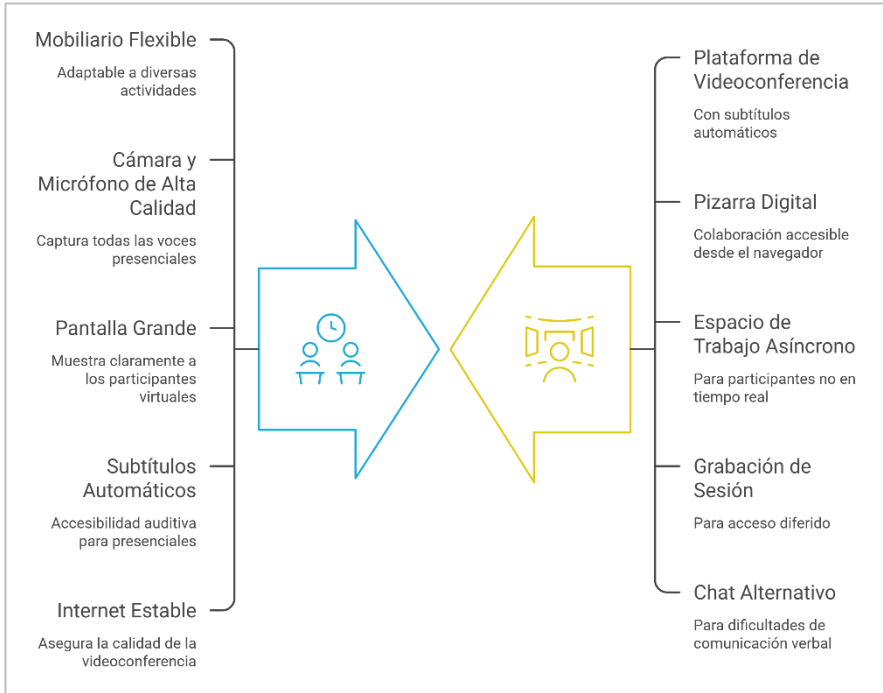 Mobiliario Flexible
Adaptable a diversas
actividades
Cámara y
Micrófono de Alta
Calidad
Captura todas las voces
presenciales
Pantalla Grande
Muestra claramente a
los participantes
virtuales
Subtítulos
Automáticos
Accesibilidad auditiva
para presenciales
Internet Estable
Asegura la calidad de la
videoconferencia
Plataforma de
Videoconferencia
Con subtítulos
automáticos
Pizarra Digital
Colaboración accesible
desde el navegador
Espacio de
Trabajo Asíncrono
Para participantes no en
tiempo real
Grabación de
Sesión
Para acceso diferido
Chat Alternativo
Para dificultades de
comunicación verbal